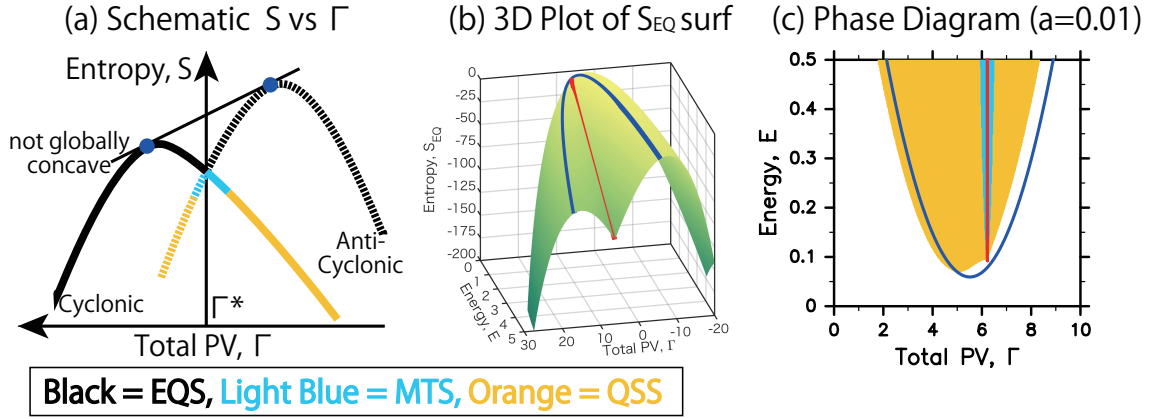 (a) Schematic S vs Γ
Entropy, S
not globally
concave
Anti-
Cyclonic
Cyclonic
Γ*
Total PV, Γ
(b) 3D Plot of SEQ surf
Entropy, SEQ
0
-25
-50
-75
-100
-125
-150
-175
-200
Energy, E
0
1
2
3
4
5
Total PV, Γ
30
20
10
0
-10
-20
(c) Phase Diagram (a=0.01)
Energy, E
0.5
0.4
0.3
0.2
0.1
0
0 2 4 6 8 10
Total PV, Γ
Black = EQS, Light Blue = MTS, Orange = QSS